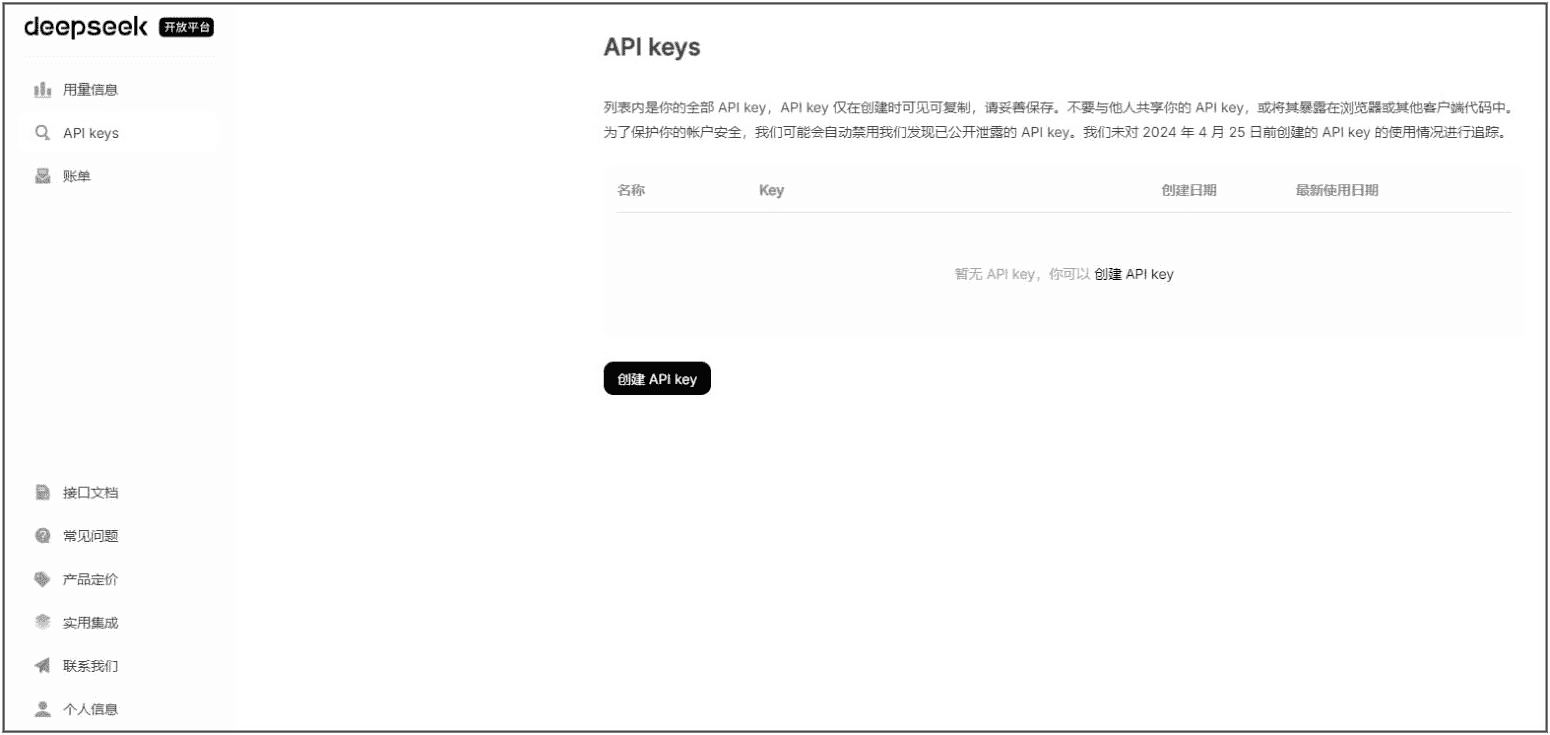 deepseek 开放平台
用量信息
API keys
账单
接口文档
常见问题
产品定价
实用集成
联系我们
个人信息
API keys
列表内是你的全部 API key，API key 仅在创建时可见可复制，请妥善保存。不要与他人共享你的 API key，或将其暴露在浏览器或其他客户端代码中。
为了保护你的帐户安全，我们可能会自动禁用我们发现已公开泄露的 API key。我们未对 2024 年 4 月 25 日前创建的 API key 的使用情况进行追踪。
名称 Key 创建日期 最新使用日期
暂无 API key，你可以 创建 API key
创建 API key